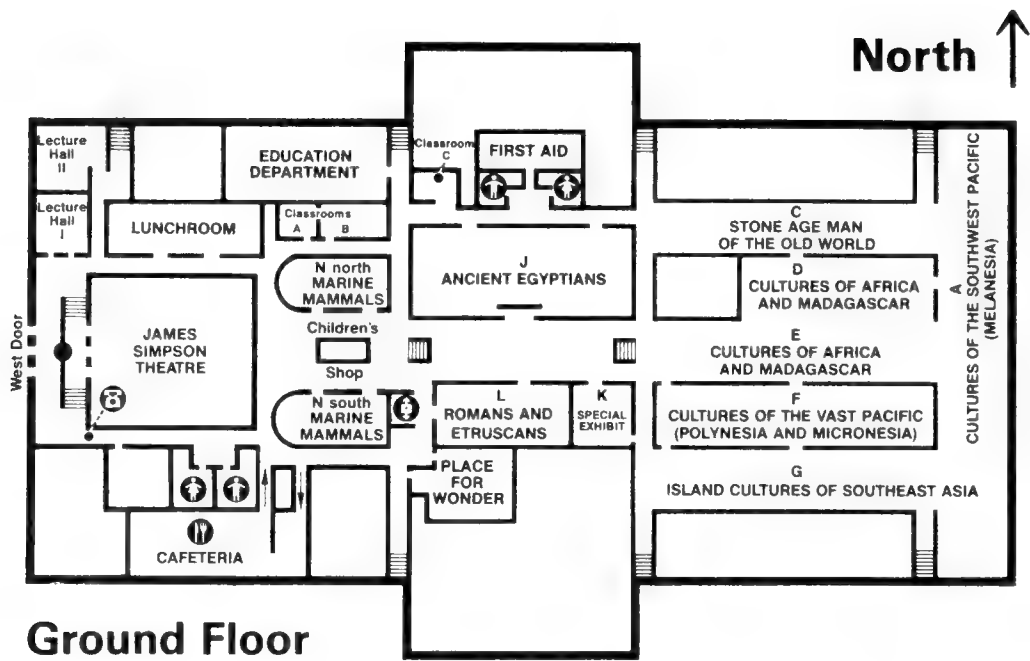 North
Lecture
Hall
II
EDUCATION
DEPARTMENT
Classroom
C
FIRST AID
Lecture
Hall
I
LUNCHROOM
Classrooms
A B
C
STONE AGE MAN
OF THE OLD WORLD
N north
MARINE
MAMMALS
J
ANCIENT EGYPTIANS
D
CULTURES OF AFRICA
AND MADAGASCAR
A
CULTURES OF THE SOUTHWEST PACIFIC
(MELANESIA)
West Door
JAMES
SIMPSON
THEATRE
Children's
Shop
E
CULTURES OF AFRICA
AND MADAGASCAR
N south
MARINE
MAMMALS
L
ROMANS AND
ETRUSCANS
K
SPECIAL
EXHIBIT
F
CULTURES OF THE VAST PACIFIC
(POLYNESIA AND MICRONESIA)
PLACE
FOR
WONDER
G
ISLAND CULTURES OF SOUTHEAST ASIA
CAFETERIA
Ground Floor